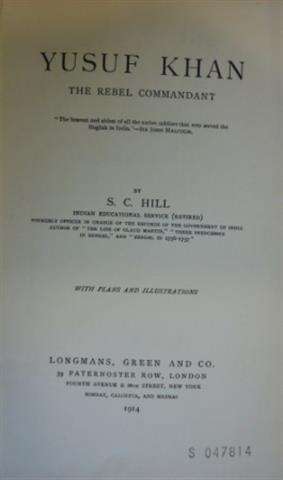 YUSUF KHAN
THE REBEL COMMANDANT
"The bravest and ablest of all the native soldiers that ever served the
English in India."—SIR JOHN MALCOLM.
BY
S. C. HILL
INDIAN EDUCATIONAL SERVICE (RETIRED)
FORMERLY OFFICER IN CHARGE OF THE RECORDS OF THE GOVERNMENT OF INDIA
AUTHOR OF "THE LIFE OF CLAUD MARTIN," "THREE FRENCHMEN
IN BENGAL," AND "BENGAL IN 1756-1757"
WITH PLANS AND ILLUSTRATIONS
LONGMANS, GREEN AND CO.
39 PATERNOSTER ROW, LONDON
FOURTH AVENUE & 30TH STREET, NEW YORK
BOMBAY, CALCUTTA, AND MADRAS
1914
S 047814